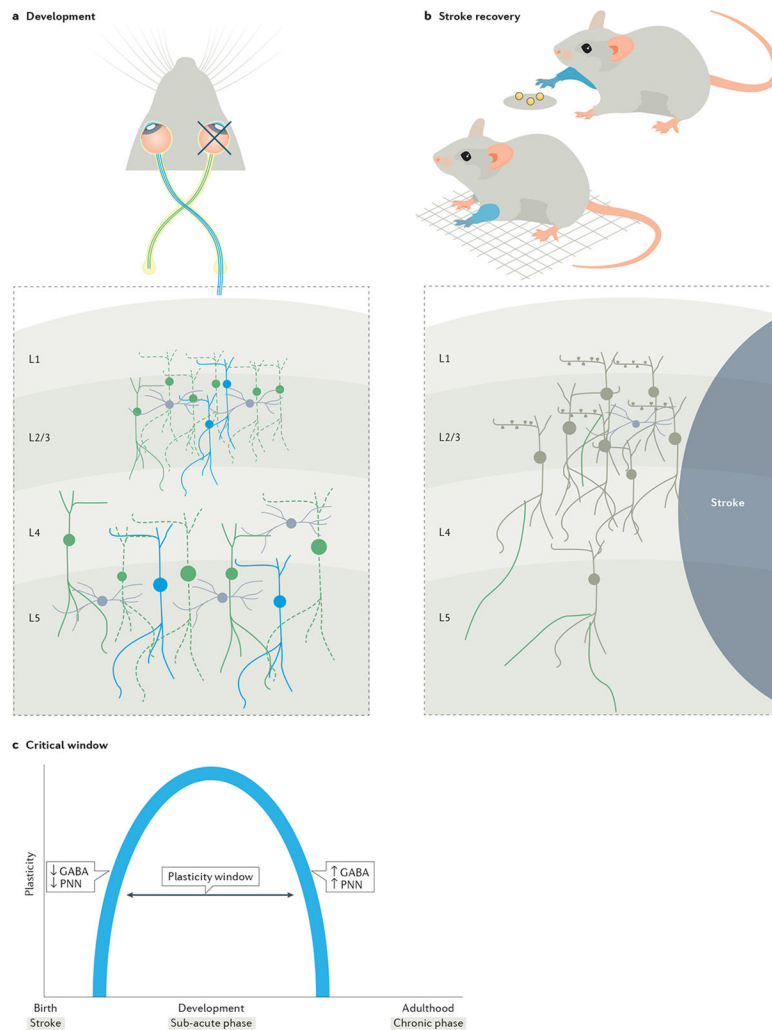 a Development
b Stroke recovery
L1
L2/3
L4
L5
L1
L2/3
L4
L5
Stroke
c Critical window
Plasticity
↓ GABA
↓ PNN
Plasticity window
↑ GABA
↑ PNN
Birth
Stroke
Development
Sub-acute phase
Adulthood
Chronic phase